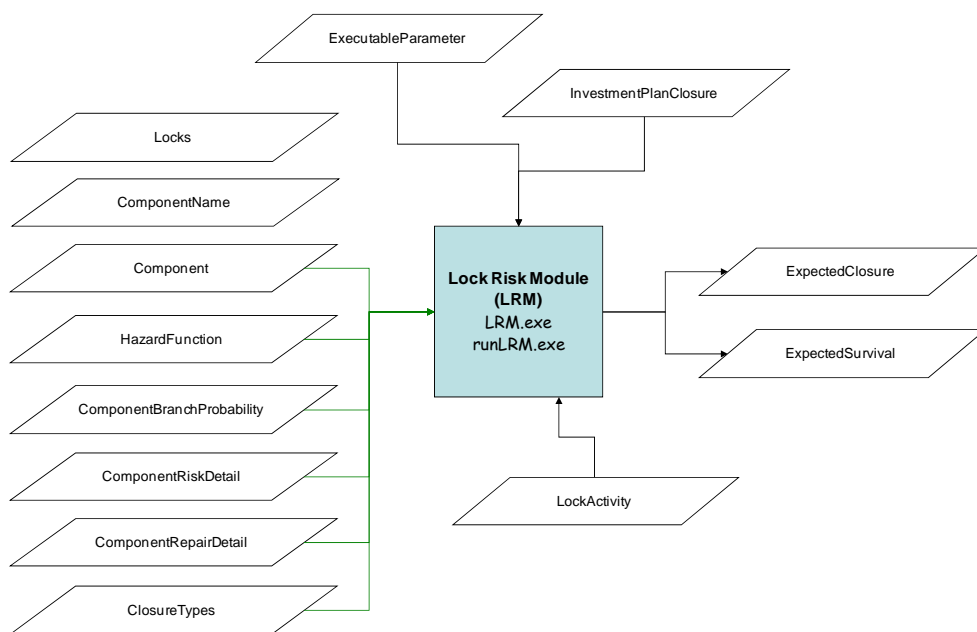 ExecutableParameter
InvestmentPlanClosure
Locks
ComponentName
Component
HazardFunction
ComponentBranchProbability
ComponentRiskDetail
ComponentRepairDetail
ClosureTypes
Lock Risk Module
(LRM)
LRM.exe
runLRM.exe
ExpectedClosure
ExpectedSurvival
LockActivity